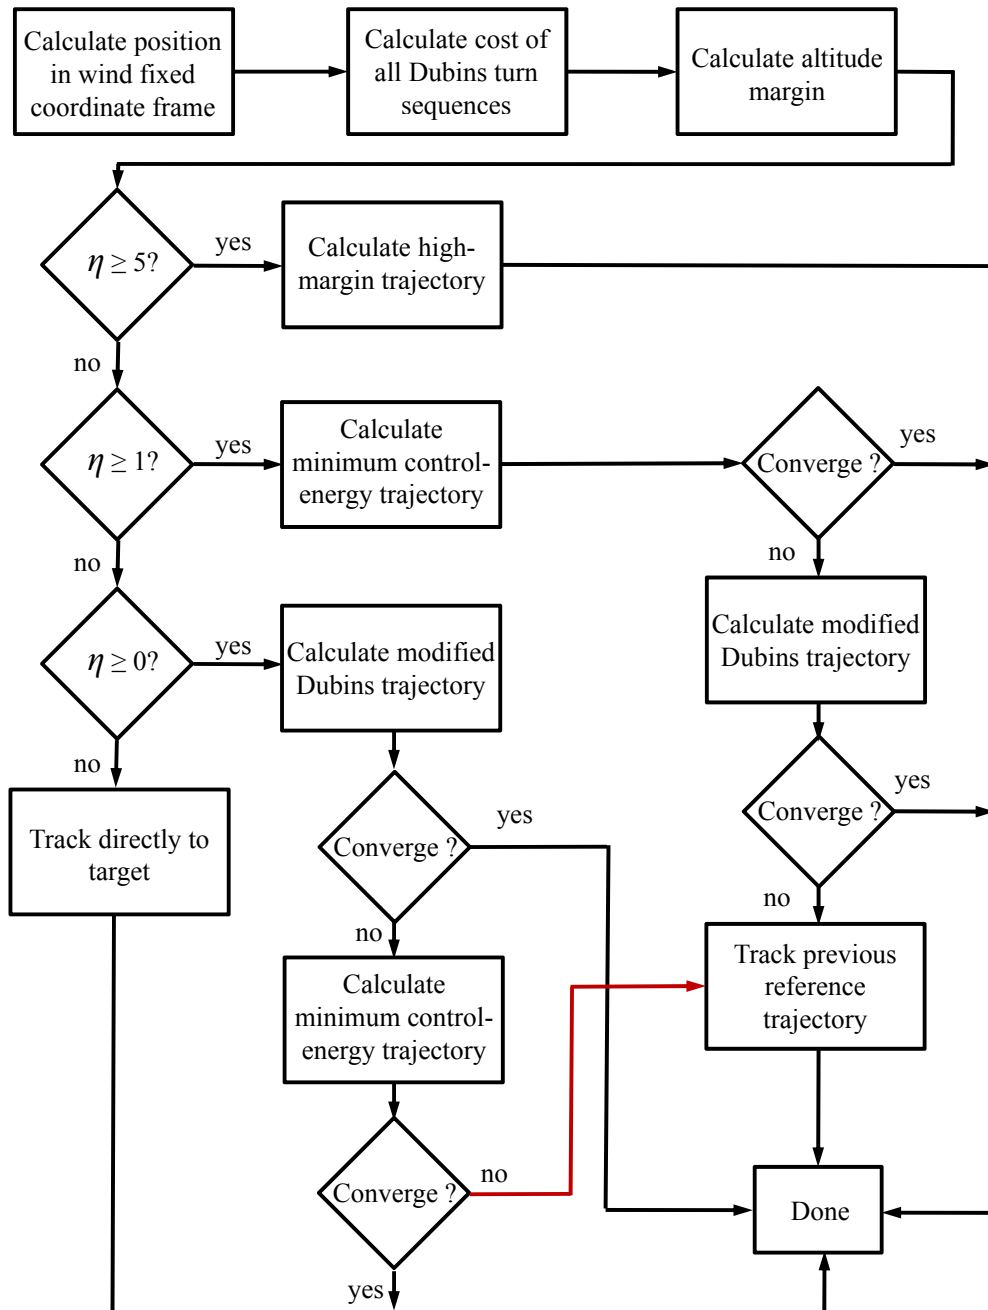 Calculate position
in wind fixed
coordinate frame
Calculate cost of
all Dubins turn
sequences
Calculate altitude
margin
η ≥ 5?
yes
Calculate high-
margin trajectory
no
η ≥ 1?
yes
Calculate
minimum control-
energy trajectory
Converge ?
yes
no
no
η ≥ 0?
yes
Calculate modified
Dubins trajectory
Calculate modified
Dubins trajectory
no
Track directly to
target
Converge ?
yes
Converge ?
yes
no
no
Calculate
minimum control-
energy trajectory
Track previous
reference
trajectory
Converge ?
no
yes
Done